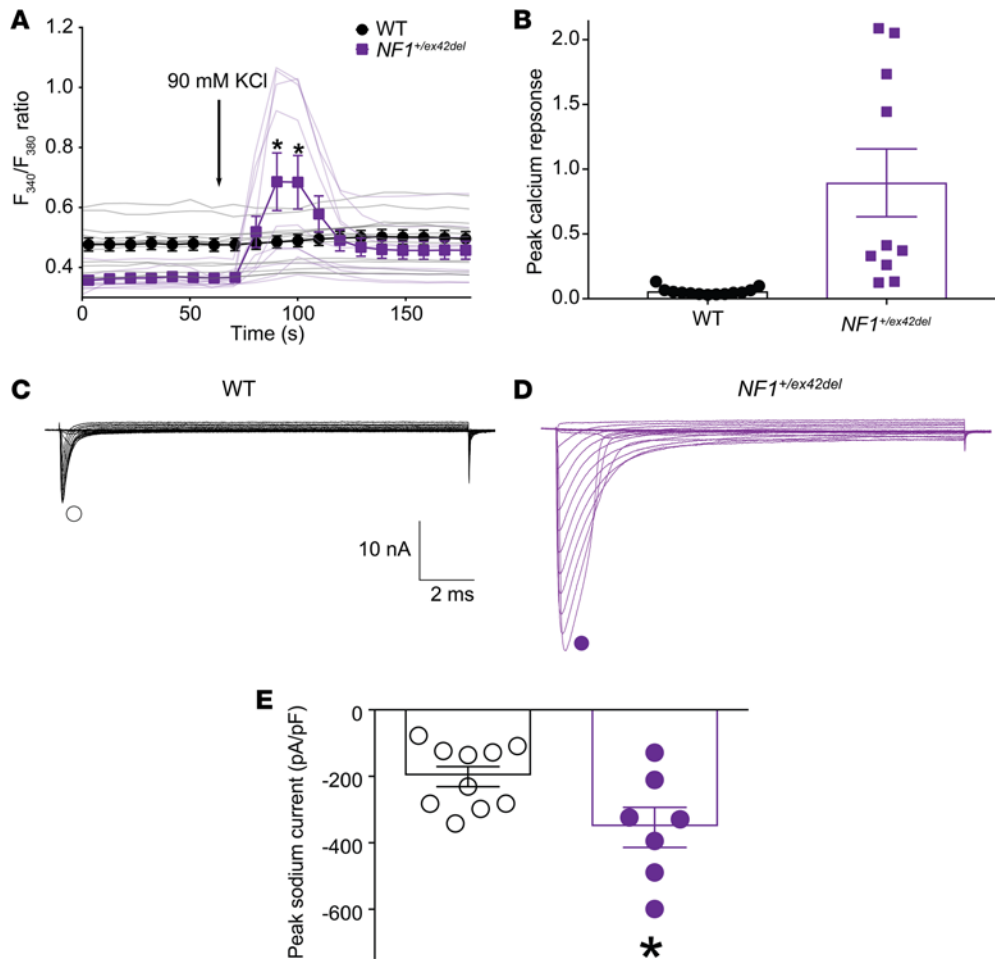 A
WT
NF1+/ex42del
90 mM KCl
F340/F380 ratio
1.2
1.0
0.8
0.6
0.4
* *
0 50 100 150
Time (s)
B
Peak calcium repsonse
2.0
1.5
1.0
0.5
0.0
WT NF1+/ex42del
C WT
10 nA
2 ms
D NF1+/ex42del
E
Peak sodium current (pA/pF)
0
-200
-400
-600
*